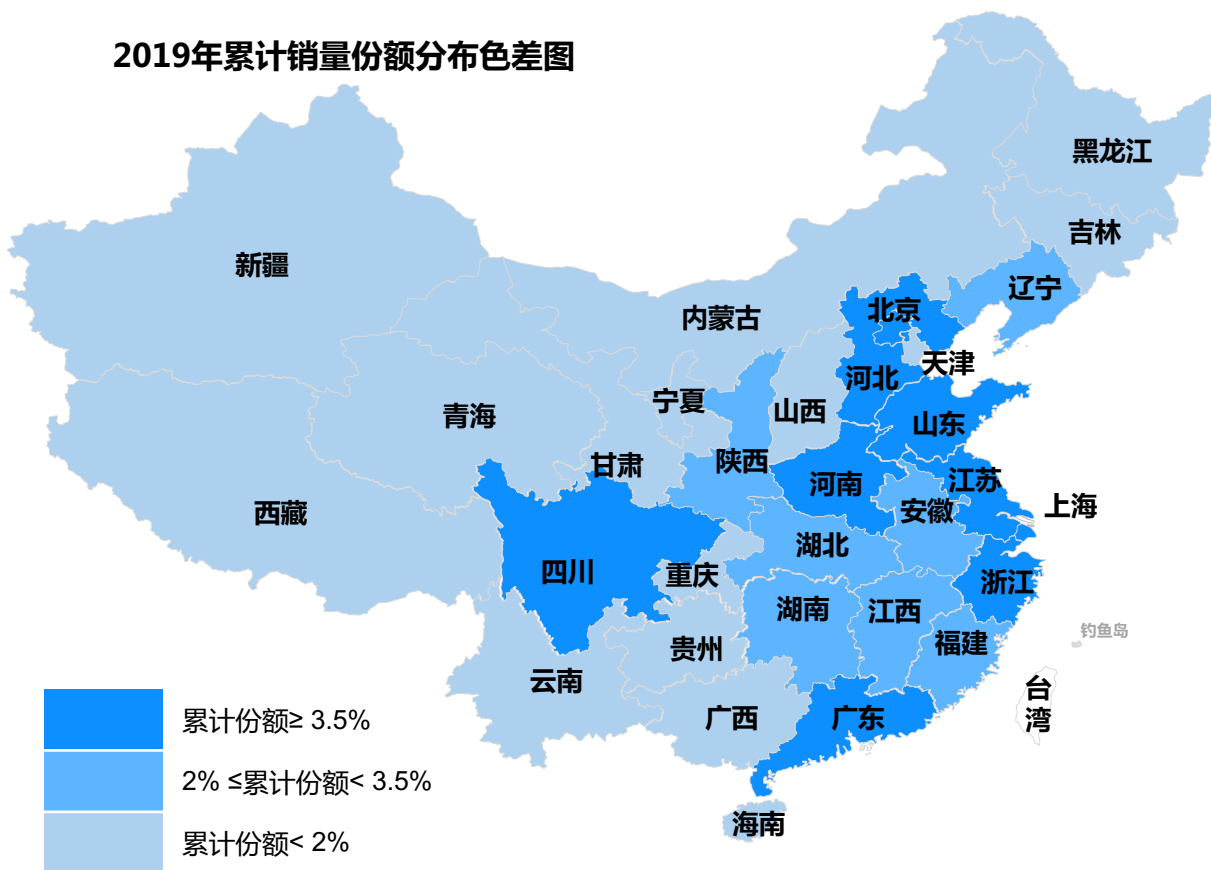 2019年累计销量份额分布色差图
黑龙江
吉林
新疆
辽宁
北京
内蒙古
天津
河北
宁夏
山西
青海
山东
陕西
甘肃
河南
江苏
安徽
上海
西藏
湖北
四川
重庆
浙江
湖南
江西
钓鱼岛
福建
贵州
云南
台
湾
广西
广东
海南
累计份额≥ 3.5%
2% ≤累计份额< 3.5%
累计份额< 2%